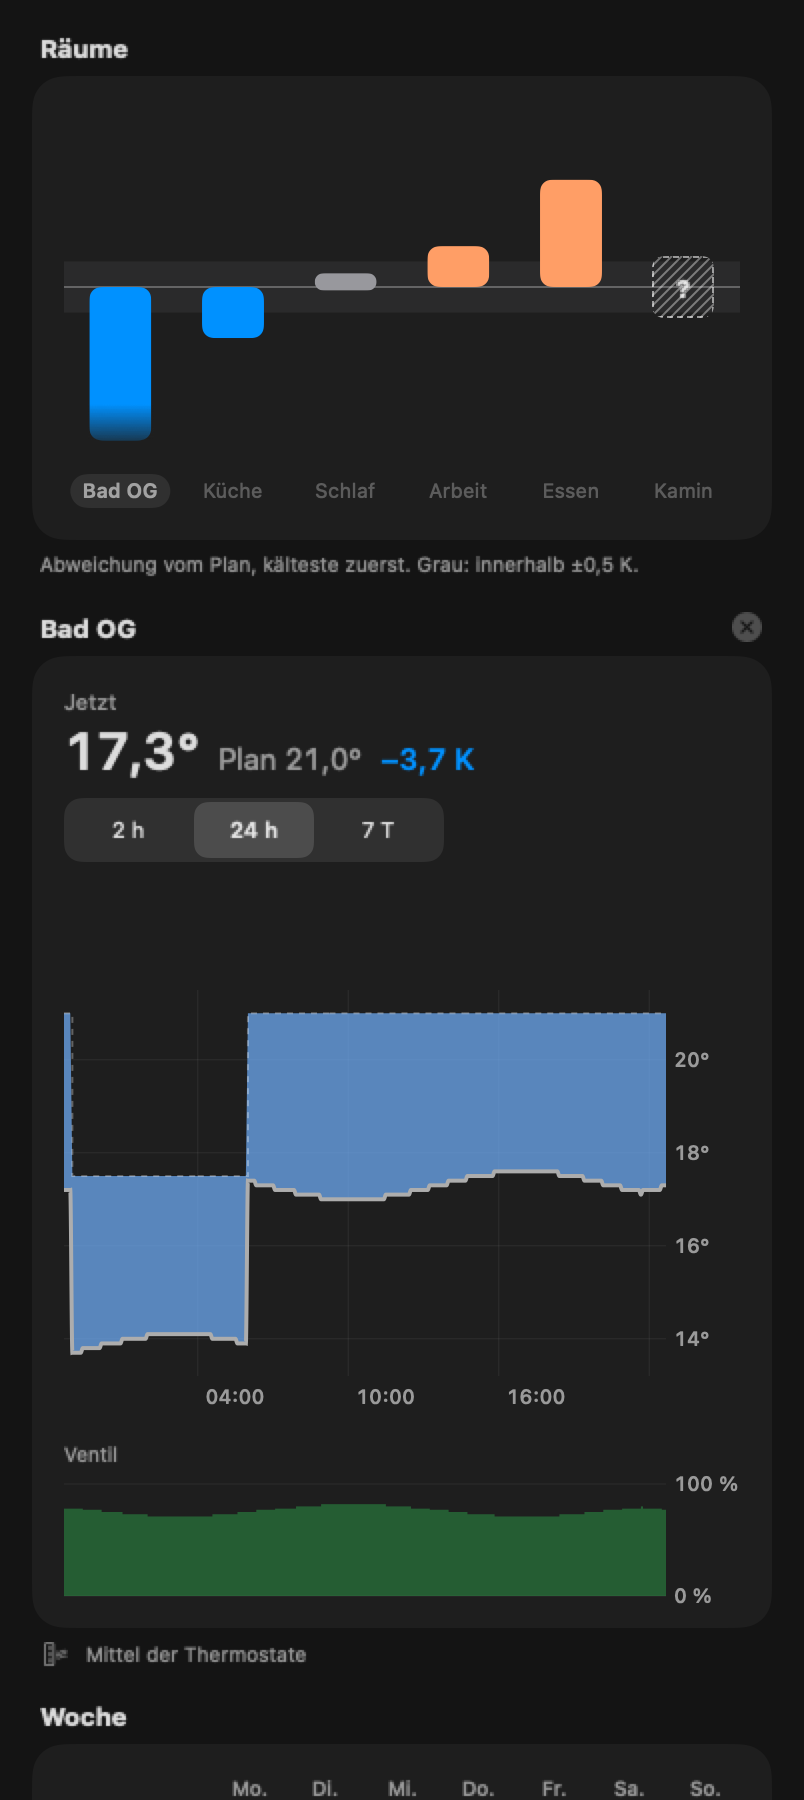 Räume
?
Bad OG Küche Schlaf Arbeit Essen Kamin
Abweichung vom Plan, kälteste zuerst. Grau: innerhalb ±0,5 K.
Bad OG
Jetzt
17,3° Plan 21,0° −3,7 K
2 h 24 h 7 T
20°
18°
16°
14°
04:00 10:00 16:00
Ventil
100 %
0 %
Mittel der Thermostate
Woche
Mo. Di. Mi. Do. Fr. Sa. So.